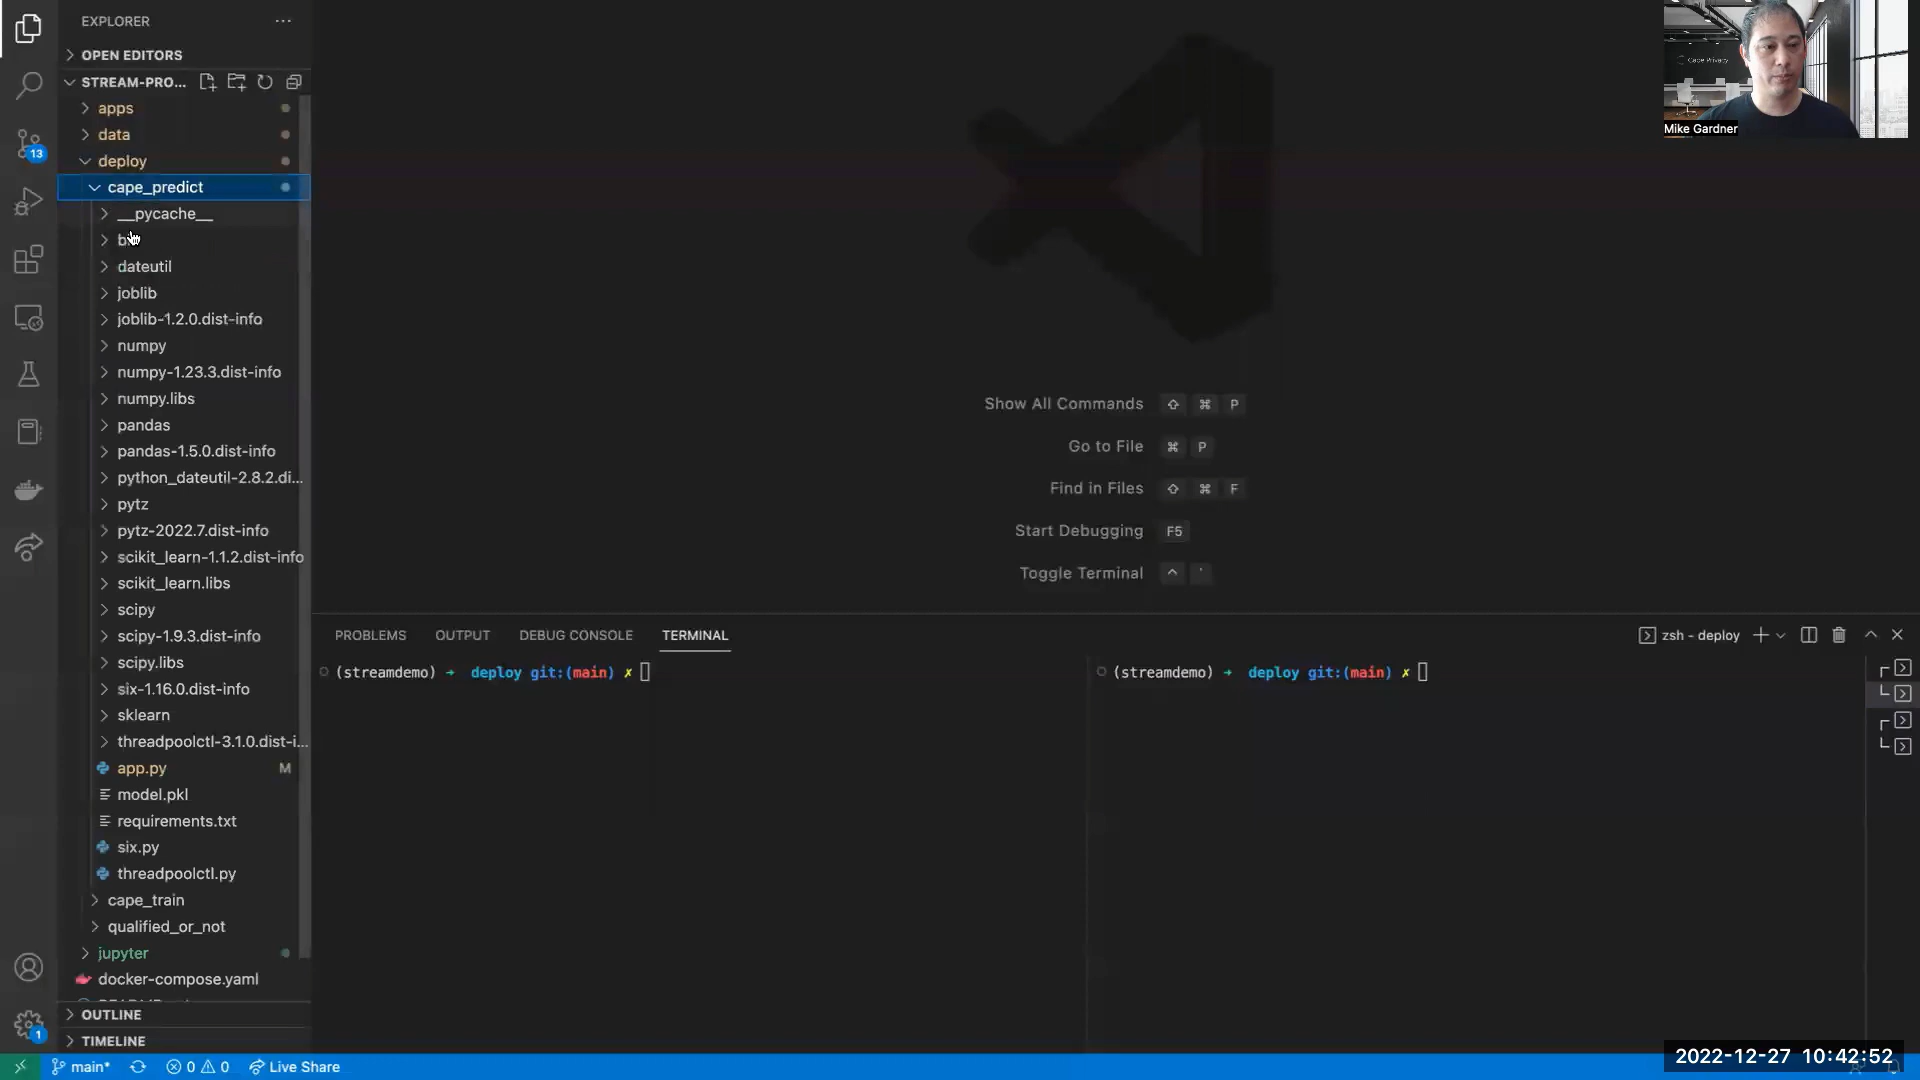 EXPLORER
OPEN EDITORS
STREAM-PRO...
apps
data
deploy
cape_predict
__pycache__
dateutil
joblib
joblib-1.2.0.dist-info
numpy
numpy-1.23.3.dist-info
numpy.libs
pandas
pandas-1.5.0.dist-info
python_dateutil-2.8.2.di...
pytz
pytz-2022.7.dist-info
scikit_learn-1.1.2.dist-info
scikit_learn.libs
scipy
scipy-1.9.3.dist-info
scipy.libs
six-1.16.0.dist-info
sklearn
threadpoolctl-3.1.0.dist-i...
app.py M
model.pkl
requirements.txt
six.py
threadpoolctl.py
cape_train
qualified_or_not
jupyter
docker-compose.yaml
OUTLINE
TIMELINE
13
1
Show All Commands ⇧ ⌘ P
Go to File ⌘ P
Find in Files ⇧ ⌘ F
Start Debugging F5
Toggle Terminal ^ `
PROBLEMS OUTPUT DEBUG CONSOLE TERMINAL
zsh - deploy
(streamdemo) → deploy git:(main) ✗
(streamdemo) → deploy git:(main) ✗
Cape Privacy
Mike Gardner
main* 0 0 Live Share
2022-12-27 10:42:52